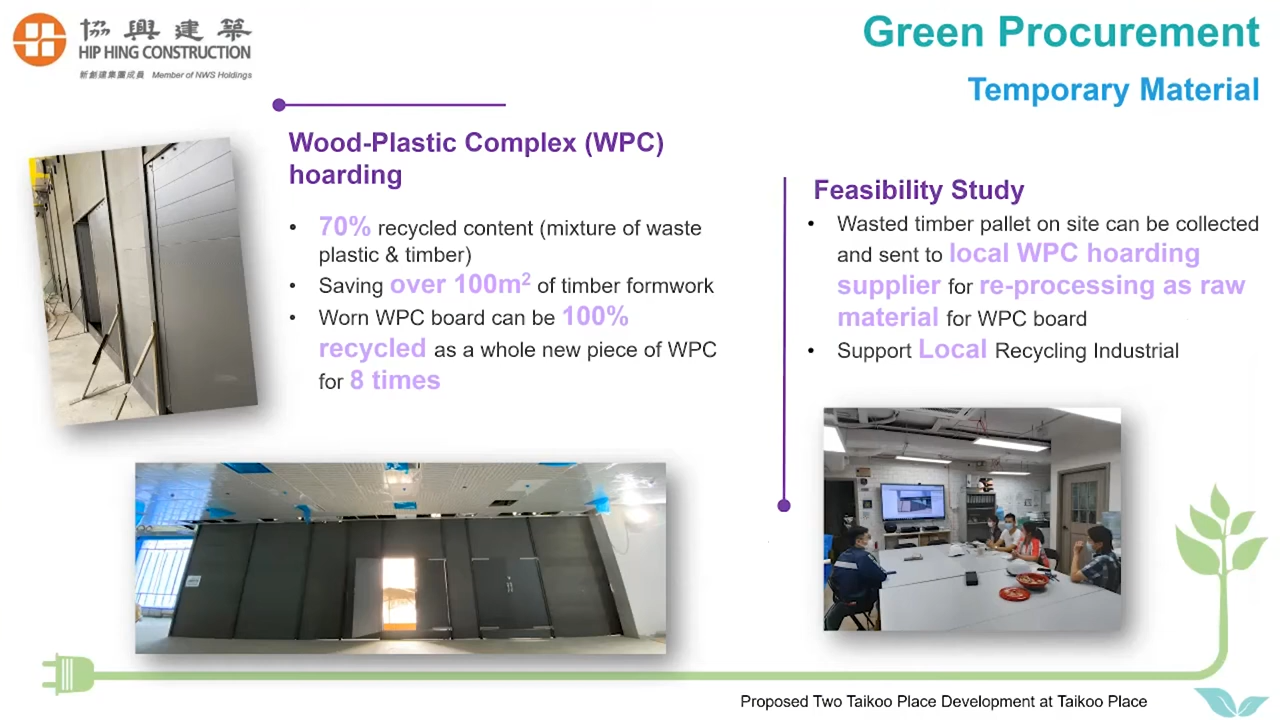 協興建築
HIP HING CONSTRUCTION
新創建集團成員 Member of NWS Holdings
Green Procurement
Temporary Material
Wood-Plastic Complex (WPC)
hoarding
• 70% recycled content (mixture of waste
plastic & timber)
• Saving over 100m² of timber formwork
• Worn WPC board can be 100%
recycled as a whole new piece of WPC
for 8 times
Feasibility Study
• Wasted timber pallet on site can be collected
and sent to local WPC hoarding
supplier for re-processing as raw
material for WPC board
• Support Local Recycling Industrial
Proposed Two Taikoo Place Development at Taikoo Place